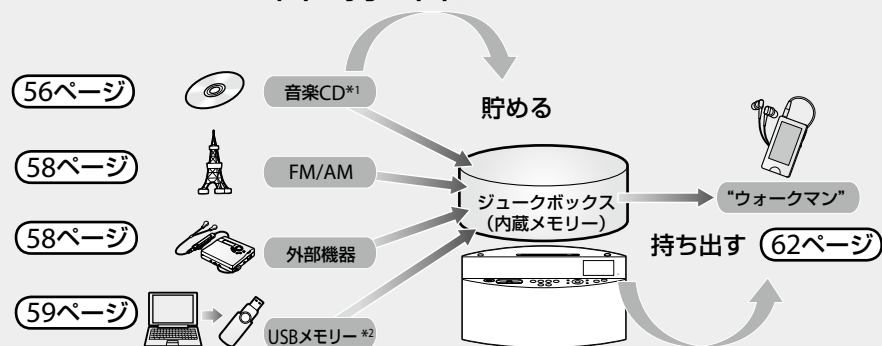 56ページ
音楽CD*1
貯める
58ページ
FM/AM
ジュークボックス
（内蔵メモリー）
“ウォークマン”
58ページ
外部機器
持ち出す 62ページ
59ページ
USBメモリー*2